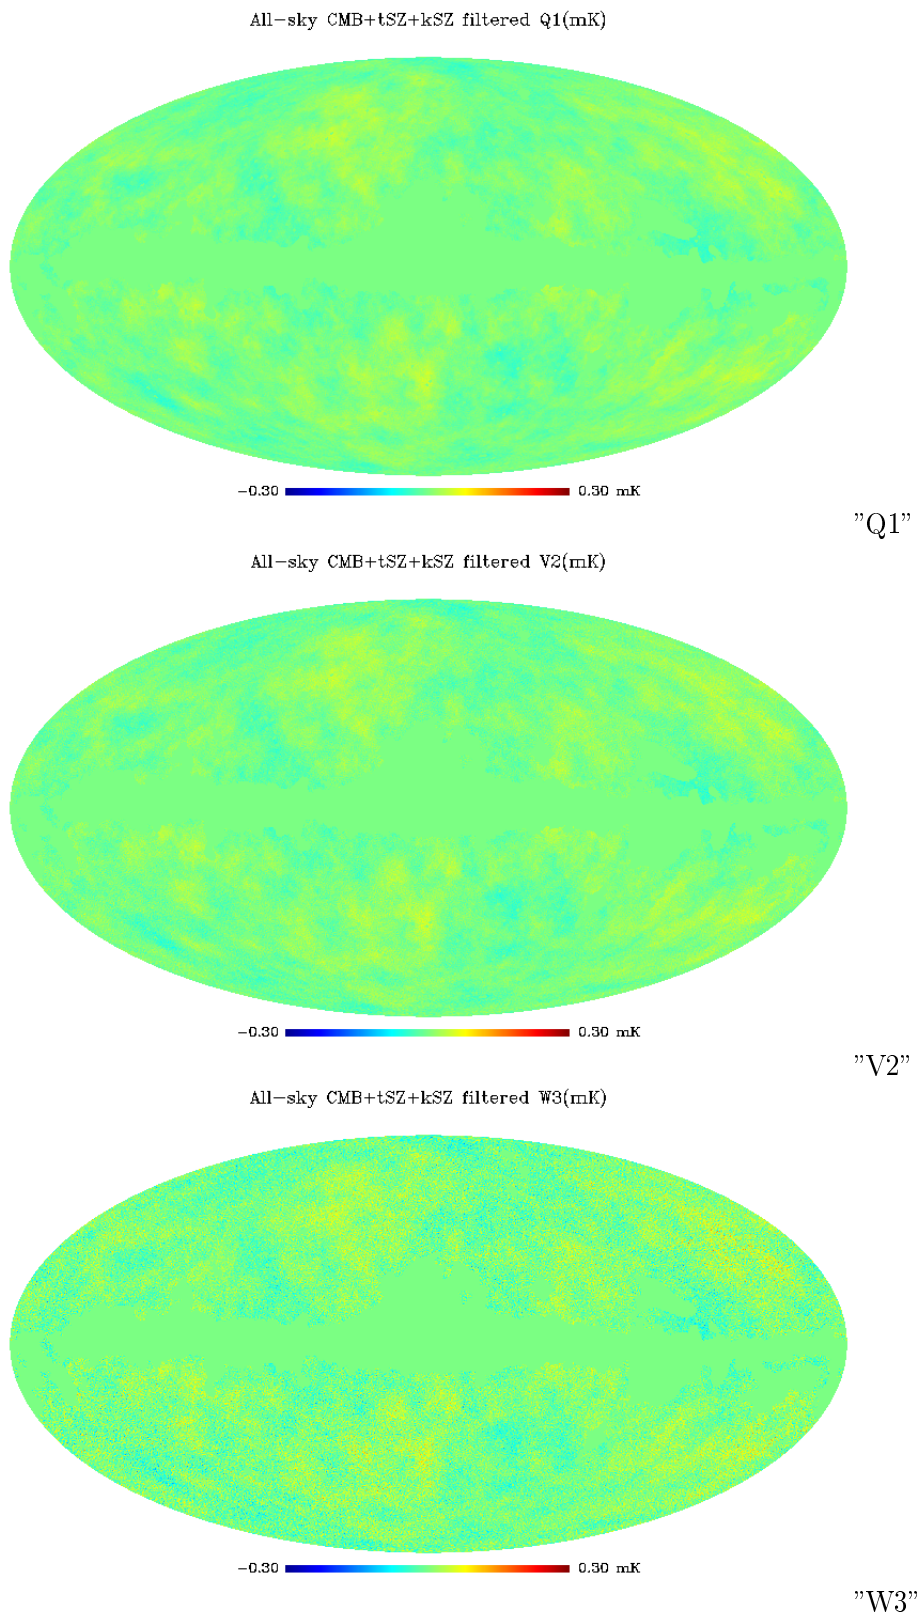 All-sky CMB+tSZ+kSZ filtered Q1(mK)
-0.30 0.30 mK
"Q1"
All-sky CMB+tSZ+kSZ filtered V2(mK)
-0.30 0.30 mK
"V2"
All-sky CMB+tSZ+kSZ filtered W3(mK)
-0.30 0.30 mK
"W3"